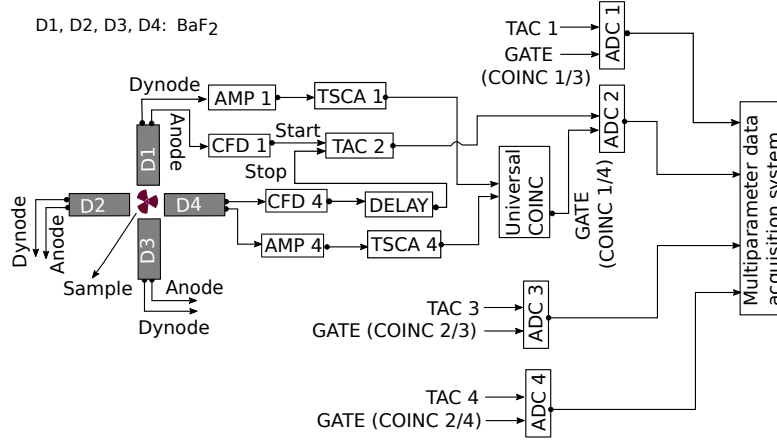 D1, D2, D3, D4: BaF2
TAC 1
GATE
(COINC 1/3)
ADC 1
Dynode
AMP 1
TSCA 1
ADC 2
Anode
CFD 1
Start
TAC 2
Stop
D1
D2
D4
D3
CFD 4
DELAY
AMP 4
TSCA 4
Universal
COINC
GATE
(COINC 1/4)
Multiparameter data
acquisition system
Dynode
Anode
Sample
Anode
Dynode
TAC 3
GATE (COINC 2/3)
ADC 3
TAC 4
GATE (COINC 2/4)
ADC 4